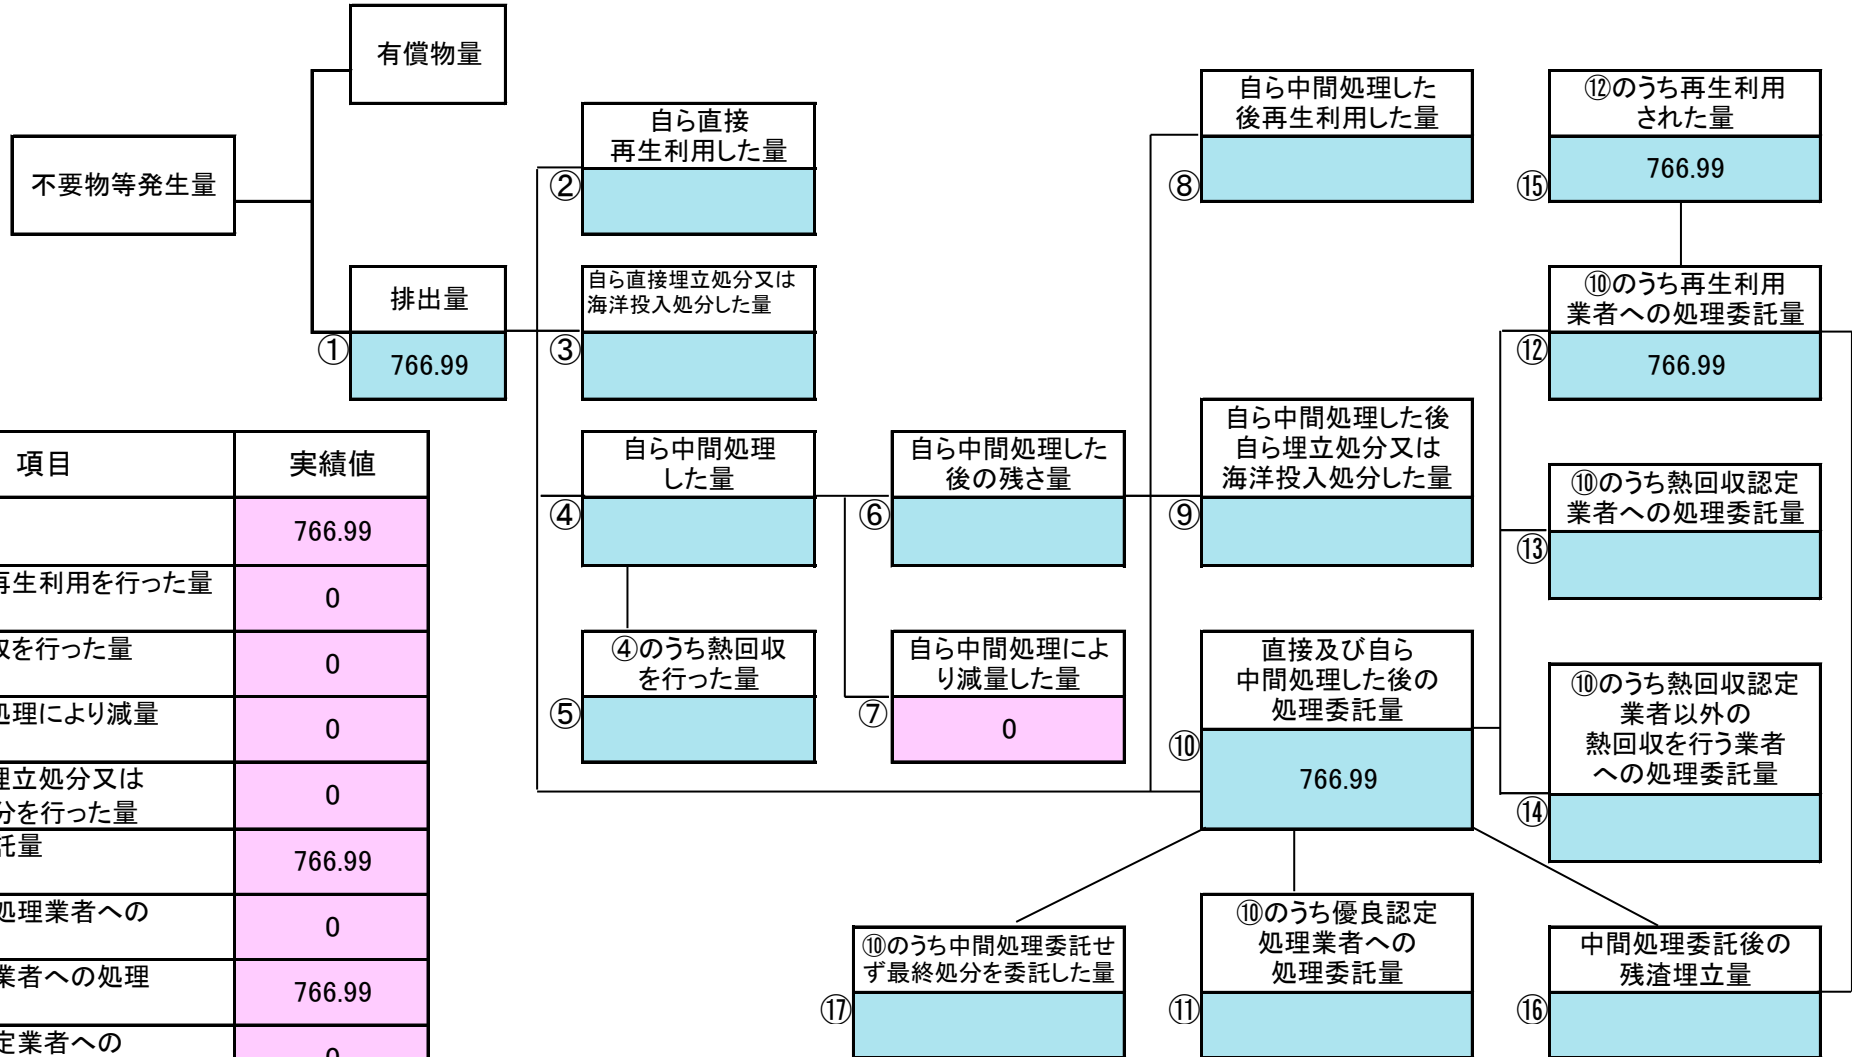 有償物量
不要物等発生量
排出量
①
766.99
自ら直接
再生利用した量
②
自ら直接埋立処分又は
海洋投入処分した量
③
自ら中間処理
した量
④
④のうち熱回収
を行った量
⑤
自ら中間処理した
後の残さ量
⑥
自ら中間処理によ
り減量した量
⑦
0
自ら中間処理した
後再生利用した量
⑧
自ら中間処理した後
自ら埋立処分又は
海洋投入処分した量
⑨
直接及び自ら
中間処理した後の
処理委託量
⑩
766.99
⑫のうち再生利用
された量
766.99
⑮
⑩のうち再生利用
業者への処理委託量
⑫
766.99
⑩のうち熱回収認定
業者への処理委託量
⑬
⑩のうち熱回収認定
業者以外の
熱回収を行う業者
への処理委託量
⑭
⑩のうち中間処理委託せ
ず最終処分を委託した量
⑰
⑩のうち優良認定
処理業者への
処理委託量
⑪
中間処理委託後の
残渣埋立量
⑯
項目 実績値
766.99
再生利用を行った量 0
を行った量 0
処理により減量 0
埋立処分又は
分を行った量 0
託量 766.99
処理業者への 0
業者への処理 766.99
定業者への 0